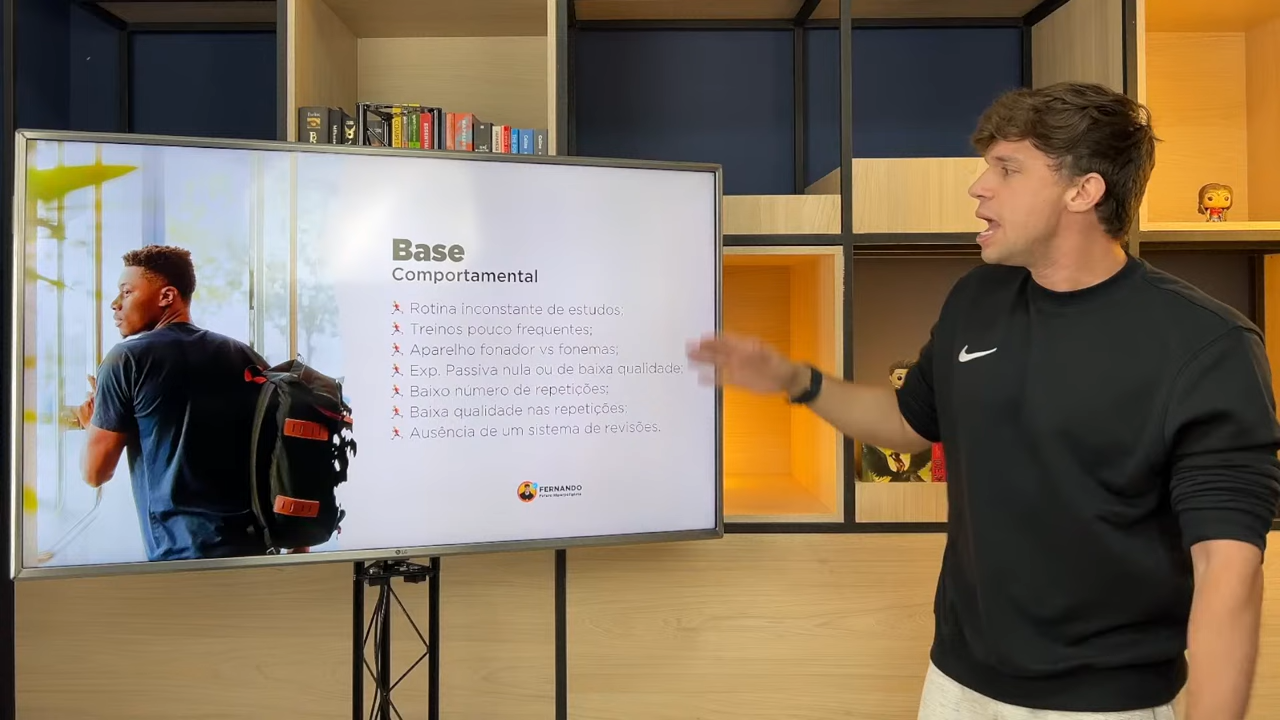 Base
Comportamental
Rotina inconstante de estudos;
Treinos pouco frequentes;
Aparelho fonador vs fonemas;
Exp. Passiva nula ou de baixa qualidade;
Baixo número de repetições;
Baixa qualidade nas repetições;
Ausência de um sistema de revisões.
FERNANDO
LG